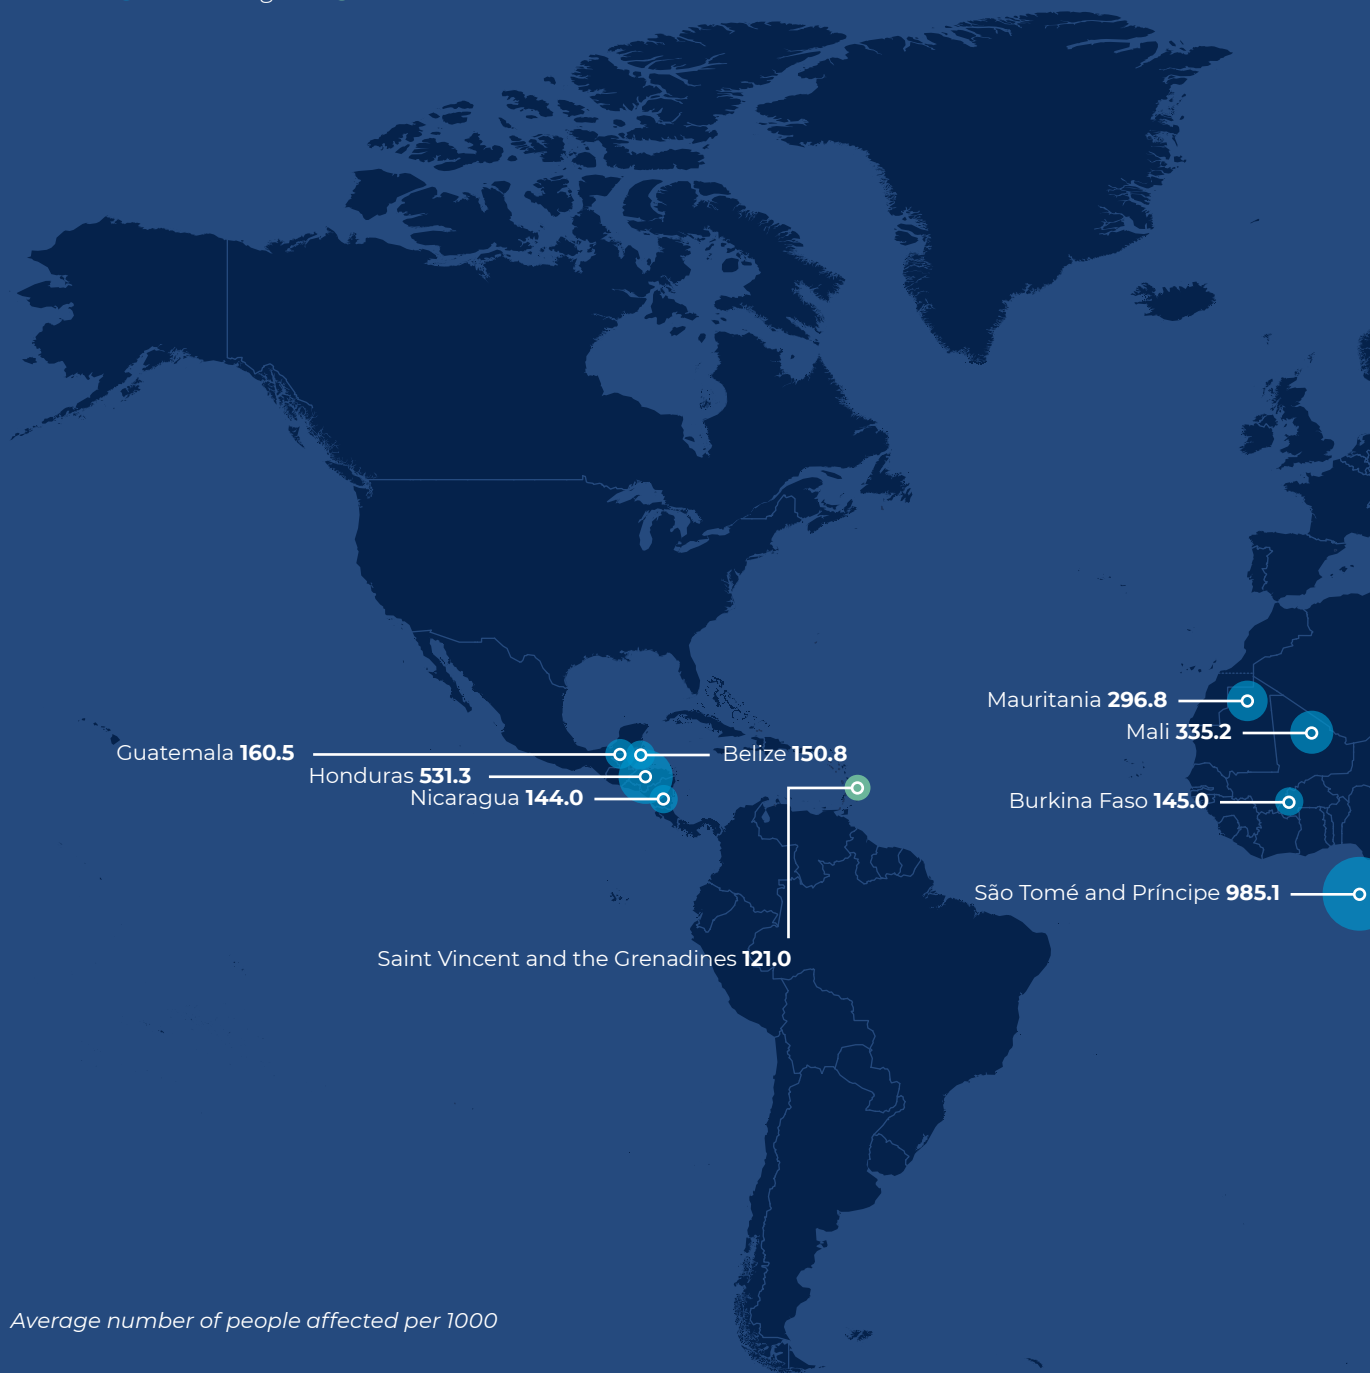 Mauritania 296.8
Mali 335.2
Guatemala 160.5
Belize 150.8
Honduras 531.3
Nicaragua 144.0
Burkina Faso 145.0
São Tomé and Príncipe 985.1
Saint Vincent and the Grenadines 121.0
Average number of people affected per 1000